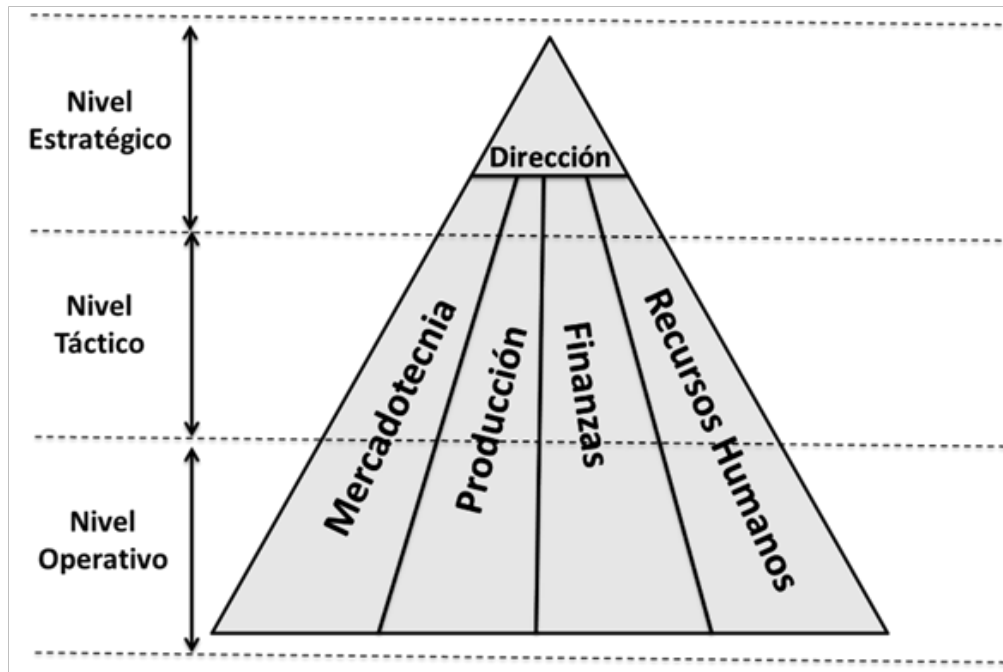 Nivel
Estratégico
Dirección
Nivel
Táctico
Mercadotecnia
Producción
Finanzas
Recursos Humanos
Nivel
Operativo